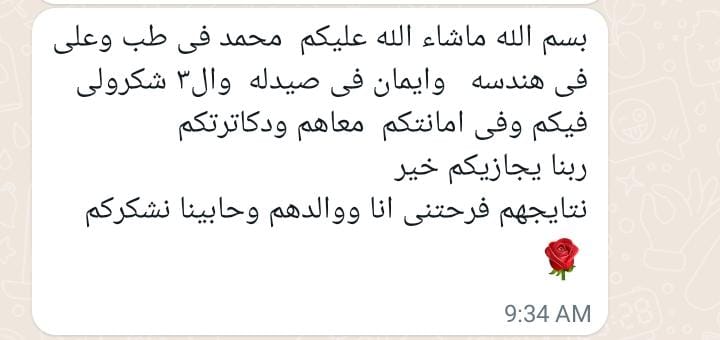 بسم الله ماشاء الله عليكم محمد فى طب وعلى
فى هندسه وايمان فى صيدله وال٣ شكرولى
فيكم وفى امانتكم معاهم ودكاترتكم
ربنا يجازيكم خير
نتايجهم فرحتنى انا ووالدهم وحابينا نشكركم
🌹
9:34 AM